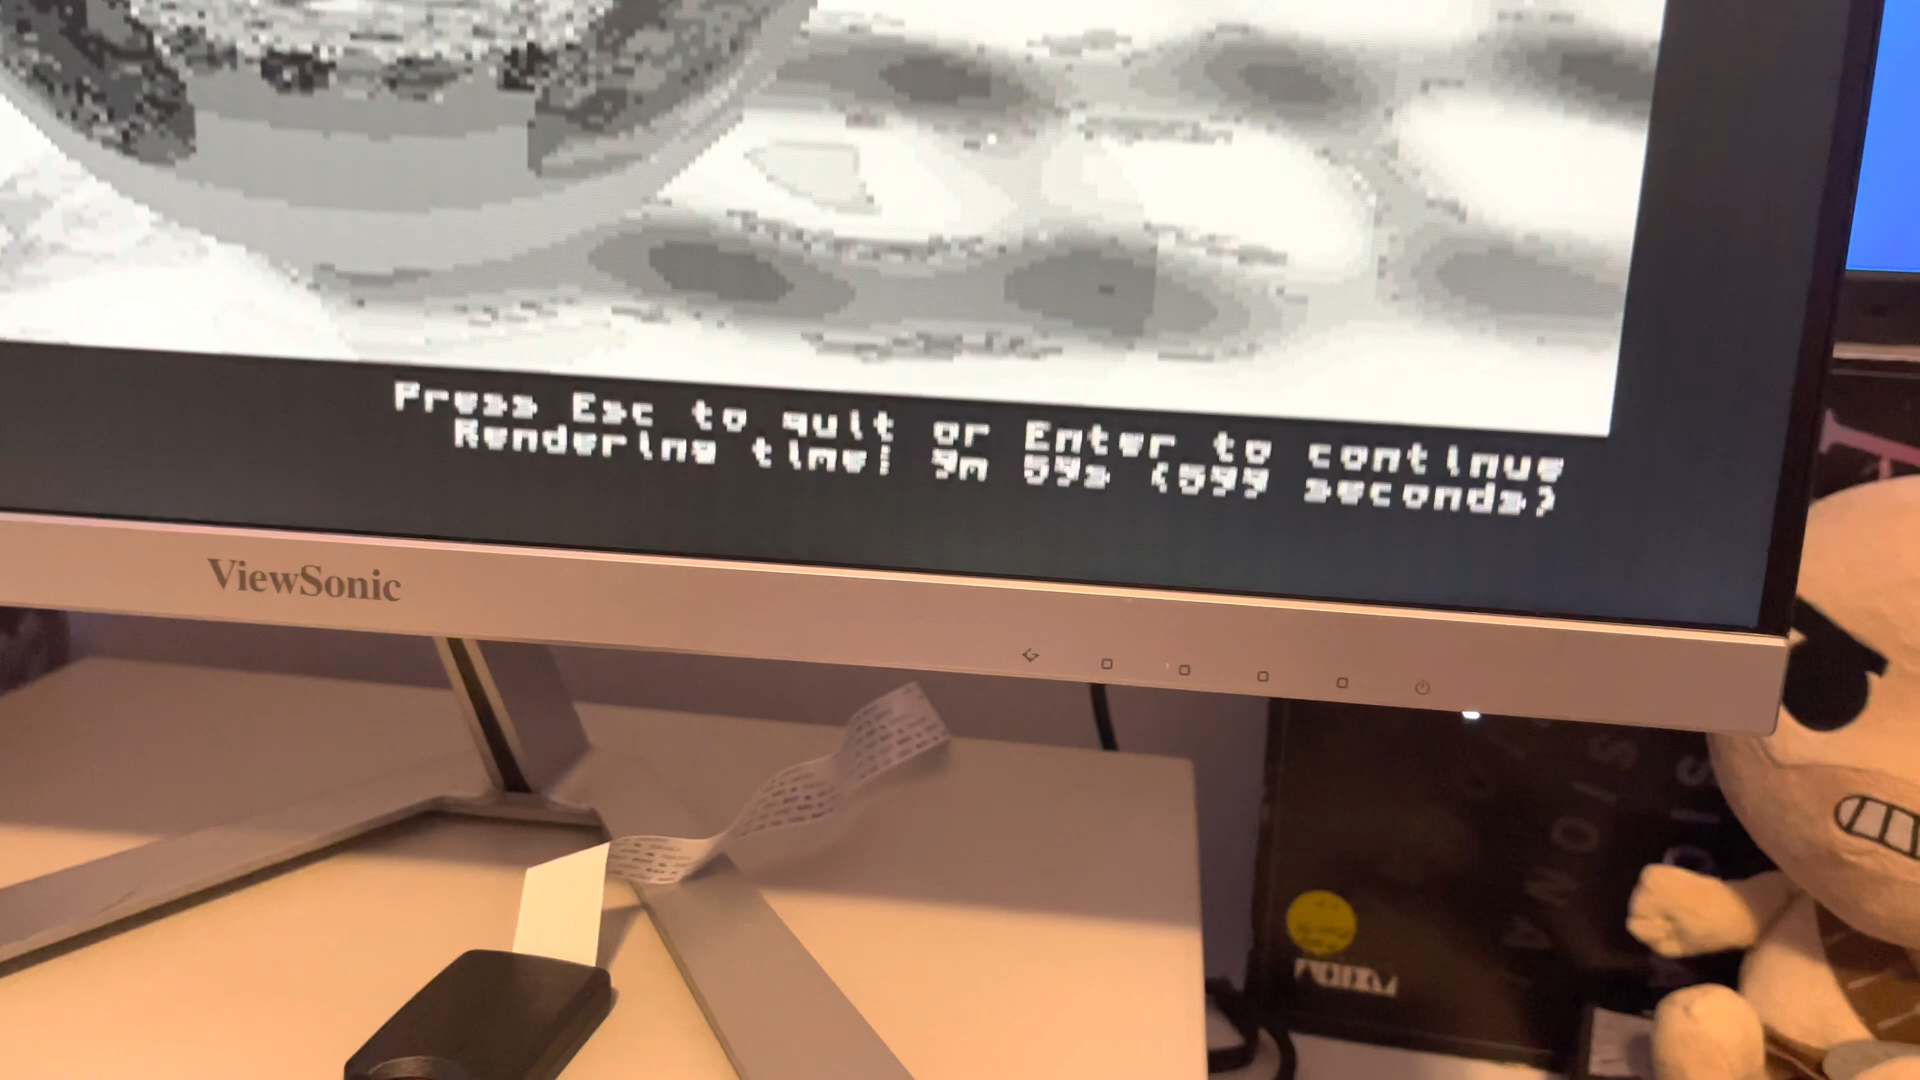 Press Esc to quit or Enter to continue
Rendering time: 9m 59s (599 seconds)
ViewSonic